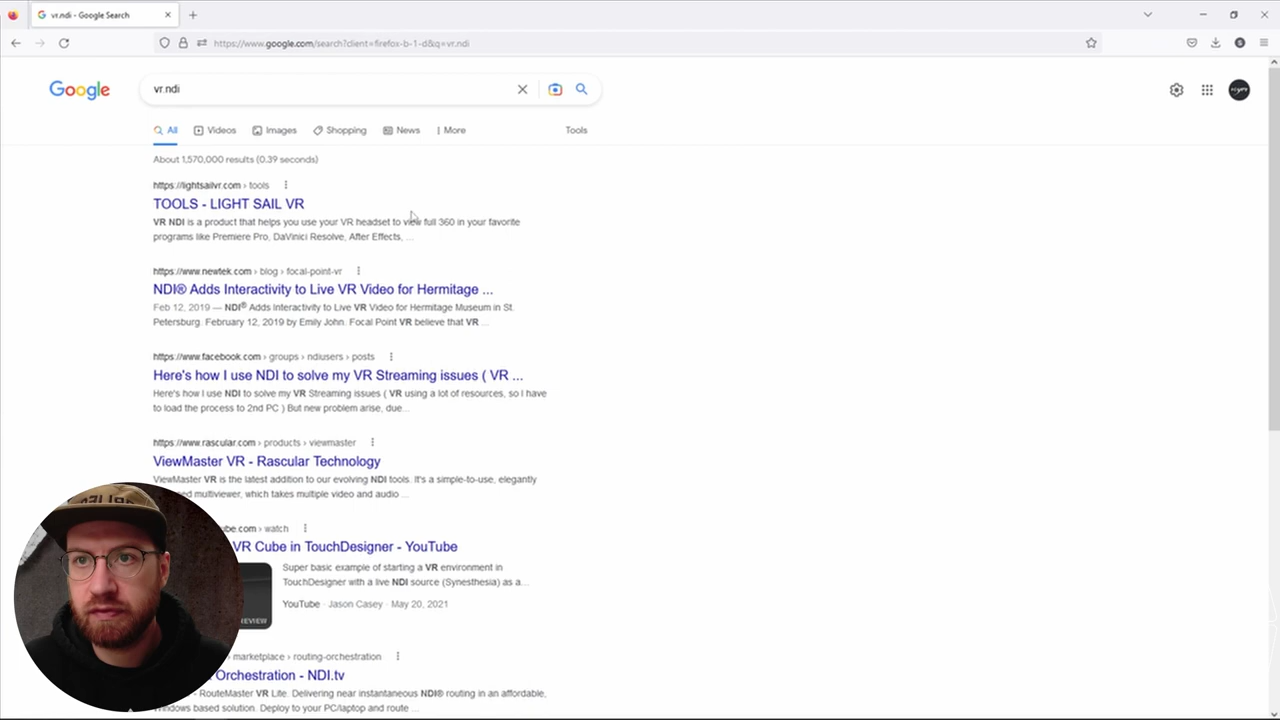 vr.ndi - Google Search
https://www.google.com/search?client=firefox-b-1-d&q=vr.ndi
Google
vr.ndi
All Videos Images Shopping News More Tools
About 1,570,000 results (0.39 seconds)
https://lightsailvr.com › tools
TOOLS - LIGHT SAIL VR
VR NDI is a product that helps you use your VR headset to view full 360 in your favorite
programs like Premiere Pro, DaVinci Resolve, After Effects, ...
https://www.newtek.com › blog › focal-point-vr
NDI® Adds Interactivity to Live VR Video for Hermitage ...
Feb 12, 2019 — NDI® Adds Interactivity to Live VR Video for Hermitage Museum in St.
Petersburg. February 12, 2019 by Emily John. Focal Point VR believe that VR ...
https://www.facebook.com › groups › ndiusers › posts
Here's how I use NDI to solve my VR Streaming issues ( VR ...
Here's how I use NDI to solve my VR Streaming issues ( VR using a lot of resources, so I have
to load the process to 2nd PC ) But new problem arise, due...
https://www.rascular.com › products › viewmaster
ViewMaster VR - Rascular Technology
ViewMaster VR is the latest addition to our evolving NDI tools. It's a simple-to-use, elegantly
multiviewer, which takes multiple video and audio ...
ube.com › watch
VR Cube in TouchDesigner - YouTube
Super basic example of starting a VR environment in
TouchDesigner with a live NDI source (Synesthesia) as a...
YouTube · Jason Casey · May 20, 2021
› marketplace › routing-orchestration
Orchestration - NDI.tv
- RouteMaster VR Lite. Delivering near instantaneous NDI® routing in an affordable,
based solution. Deploy to your PC/laptop and route ...